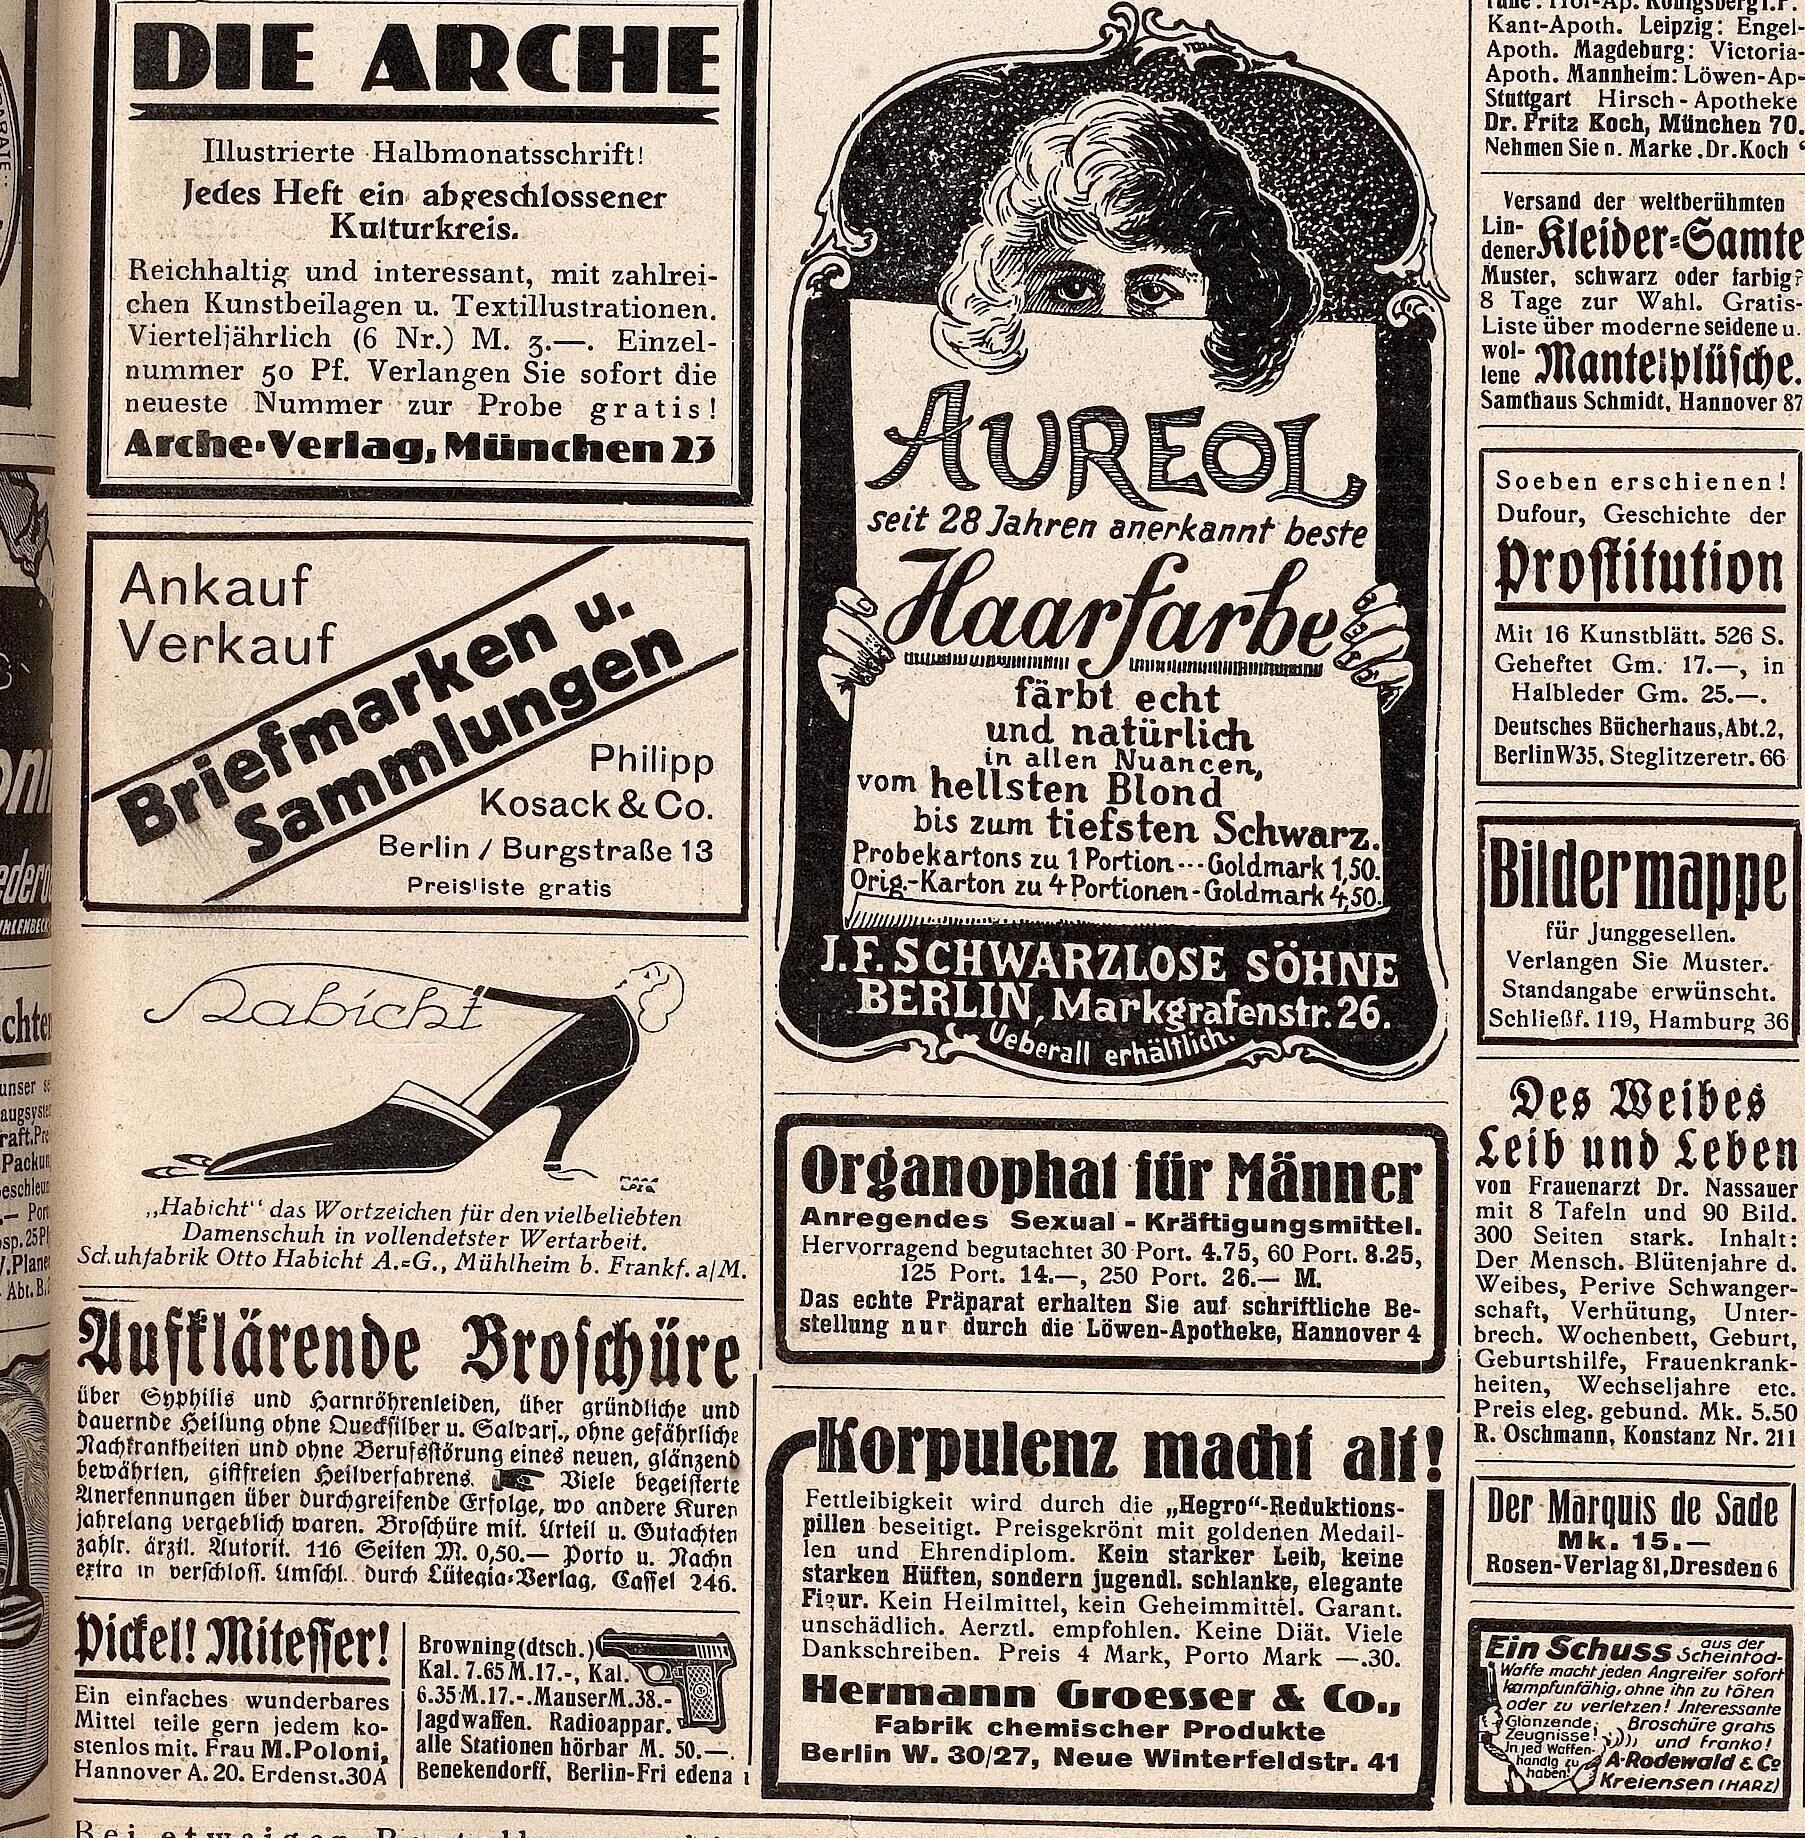 DIE ARCHE
Illustrierte Halbmonatsschrift!
Jedes Heft ein abgeschlossener
Kulturkreis.
Reichhaltig und interessant, mit zahlrei-
chen Kunstbeilagen u. Textillustrationen.
Vierteljährlich (6 Nr.) M. 3.—. Einzel-
nummer 50 Pf. Verlangen Sie sofort die
neueste Nummer zur Probe gratis!
Arche-Verlag, München 23
Ankauf
Verkauf
Briefmarken u.
Sammlungen
Philipp
Kosack & Co.
Berlin / Burgstraße 13
Preisliste gratis
Habicht
„Habicht“ das Wortzeichen für den vielbeliebten
Damenschuh in vollendetster Wertarbeit.
Schuhfabrik Otto Habicht A.=G., Mühlheim b. Frankf. a/M.
Aufklärende Broschüre
über Syphilis und Harnröhrenleiden, über gründliche und
dauernde Heilung ohne Quecksilber u. Salvars., ohne gefährliche
Nachkrankheiten und ohne Berufsstörung eines neuen, glänzend
bewährten, giftfreien Heilverfahrens. Viele begeisterte
Anerkennungen über durchgreifende Erfolge, wo andere Kuren
jahrelang vergeblich waren. Broschüre mit. Urteil u. Gutachten
zahlr. ärztl. Autorit. 116 Seiten M. 0,50.— Porto u. Nachn
extra in verschloss. Umschl. durch Lütegia-Verlag, Cassel 246.
Pickel! Mitesser!
Ein einfaches wunderbares
Mittel teile gern jedem ko-
stenlos mit. Frau M. Poloni,
Hannover A. 20. Erdenst. 30A
Browning (dtsch.)
Kal. 7.65 M. 17.-, Kal.
6.35 M. 17.-. Mauser M. 38.-
Jagdwaffen. Radioappar.
alle Stationen hörbar M. 50.—.
Benekendorff, Berlin-Fri edena 1
AUREOL
seit 28 Jahren anerkannt beste
Haarfarbe
färbt echt
und natürlich
in allen Nuancen,
vom hellsten Blond
bis zum tiefsten Schwarz.
Probekartons zu 1 Portion --- Goldmark 1,50.
Orig.-Karton zu 4 Portionen - Goldmark 4,50.
J. F. SCHWARZLOSE SÖHNE
BERLIN, Markgrafenstr. 26.
Ueberall erhältlich.
Organophat für Männer
Anregendes Sexual-Kräftigungsmittel.
Hervorragend begutachtet 30 Port. 4.75, 60 Port. 8.25,
125 Port. 14.—, 250 Port. 26.— M.
Das echte Präparat erhalten Sie auf schriftliche Be-
stellung nur durch die Löwen-Apotheke, Hannover 4
Korpulenz macht alt!
Fettleibigkeit wird durch die „Hegro“-Reduktions-
pillen beseitigt. Preisgekrönt mit goldenen Medail-
len und Ehrendiplom. Kein starker Leib, keine
starken Hüften, sondern jugendl. schlanke, elegante
Figur. Kein Heilmittel, kein Geheimmittel. Garant.
unschädlich. Aerztl. empfohlen. Keine Diät. Viele
Dankschreiben. Preis 4 Mark, Porto Mark —.30.
Hermann Groesser & Co.,
Fabrik chemischer Produkte
Berlin W. 30/27, Neue Winterfeldstr. 41
Kant-Apoth. Leipzig: Engel-
Apoth. Magdeburg: Victoria-
Apoth. Mannheim: Löwen-Ap-
Stuttgart Hirsch-Apotheke
Dr. Fritz Koch, München 70.
Nehmen Sie n. Marke „Dr. Koch“
Versand der weltberühmten
Lin-
dener Kleider-Samte
Muster, schwarz oder farbig?
8 Tage zur Wahl. Gratis-
Liste über moderne seidene u.
wol-
lene Mantelplüsche.
Samthaus Schmidt, Hannover 87
Soeben erschienen!
Dufour, Geschichte der
Prostitution
Mit 16 Kunstblätt. 526 S.
Geheftet Gm. 17.—, in
Halbleder Gm. 25.—.
Deutsches Bücherhaus, Abt. 2,
Berlin W 35, Steglitzeretr. 66
Bildermappe
für Junggesellen.
Verlangen Sie Muster.
Standangabe erwünscht.
Schließf. 119, Hamburg 36
Des Weibes
Leib und Leben
von Frauenarzt Dr. Nassauer
mit 8 Tafeln und 90 Bild.
300 Seiten stark. Inhalt:
Der Mensch. Blütenjahre d.
Weibes, Perive Schwanger-
schaft, Verhütung, Unter-
brech. Wochenbett, Geburt,
Geburtshilfe, Frauenkrank-
heiten, Wechseljahre etc.
Preis eleg. gebund. Mk. 5.50
R. Oschmann, Konstanz Nr. 211
Der Marquis de Sade
Mk. 15.—
Rosen-Verlag 81, Dresden 6
Ein Schuss aus der
Scheintod-
Waffe macht jeden Angreifer sofort
kampfunfähig, ohne ihn zu töten
oder zu verletzen! Interessante
Glänzende Broschüre gratis
Zeugnisse! und franko!
In jed. Waffen-
handlg zu
haben!
A. Rodewald & Co
Kreiensen (HARZ)